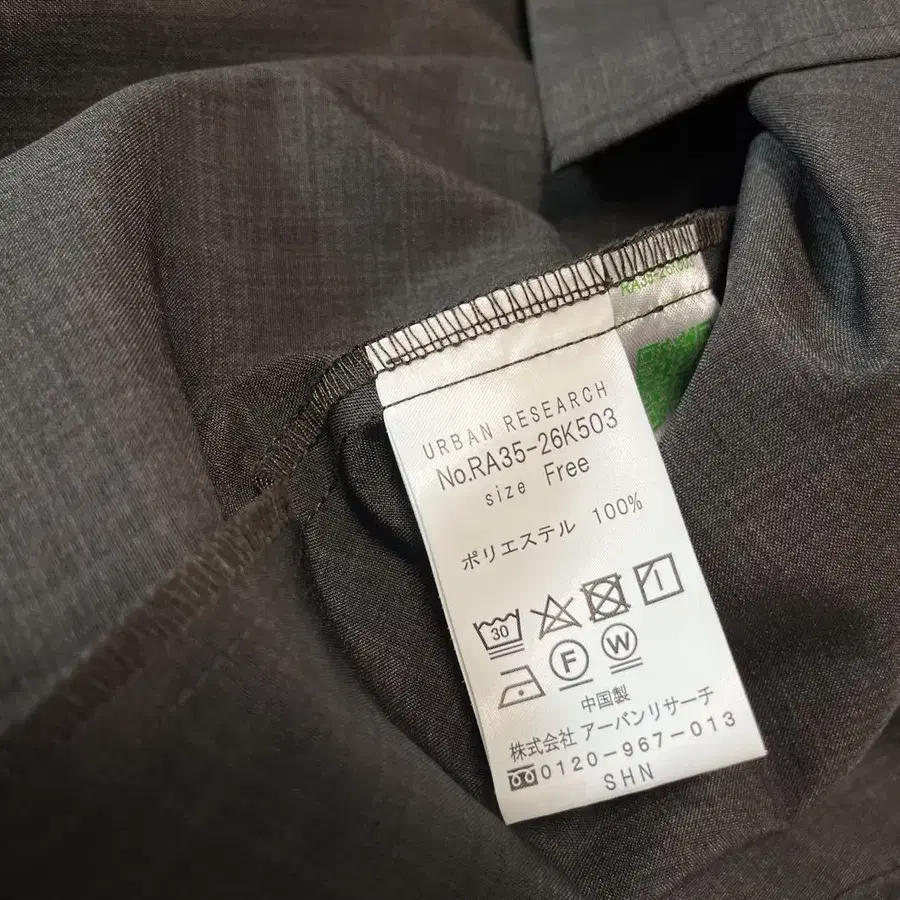 URBAN RESEARCH
No.RA35-26K503
size Free
ポリエステル 100%
30
F W
中国製
株式会社 アーバンリサーチ
0120-967-013
SHN